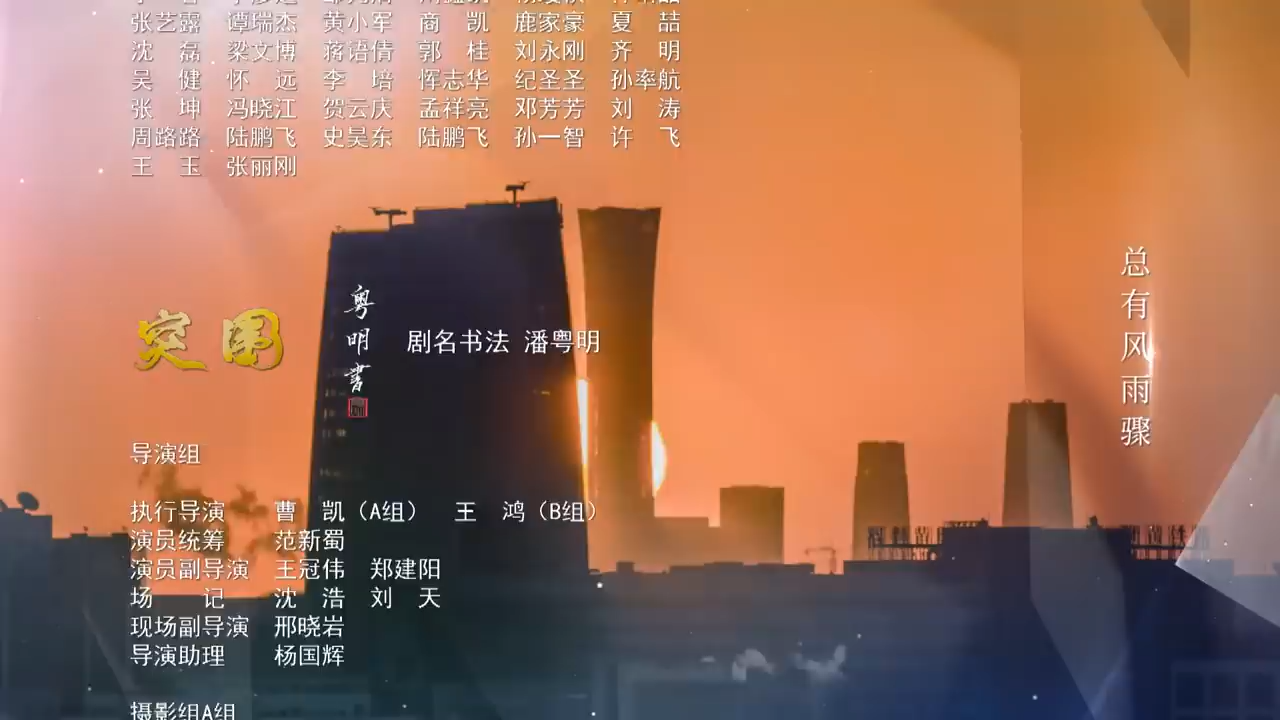 张艺露 谭瑞杰 黄小军 商 凯 鹿家豪 夏 喆
沈 磊 梁文博 蒋语倩 郭 桂 刘永刚 齐 明
吴 健 怀 远 李 培 恽志华 纪圣圣 孙率航
张 坤 冯晓江 贺云庆 孟祥亮 邓芳芳 刘 涛
周路路 陆鹏飞 史昊东 陆鹏飞 孙一智 许 飞
王 玉 张丽刚
突围
粤明書
剧名书法 潘粤明
总有风雨骤
导演组
执行导演 曹 凯（A组） 王 鸿（B组）
演员统筹 范新蜀
演员副导演 王冠伟 郑建阳
场 记 沈 浩 刘 天
现场副导演 邢晓岩
导演助理 杨国辉
摄影组A组